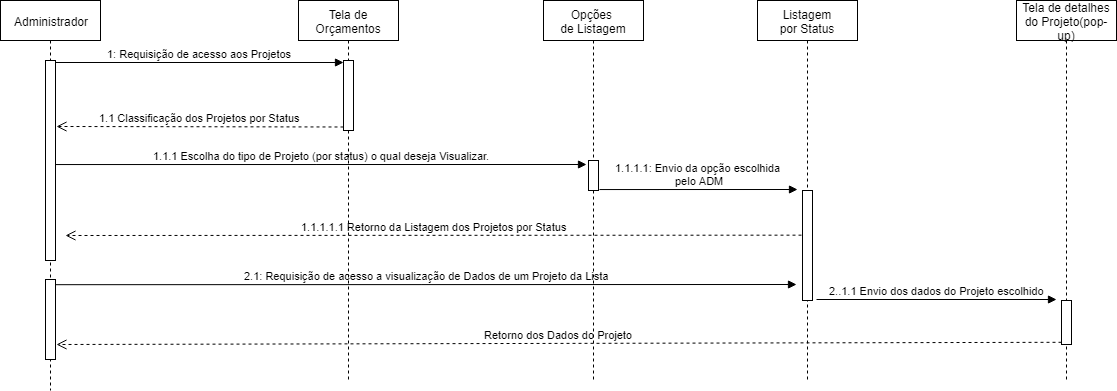 Administrador
Tela de
Orçamentos
Opções
de Listagem
Listagem
por Status
Tela de detalhes
do Projeto(pop-
up)
1: Requisição de acesso aos Projetos
1.1 Classificação dos Projetos por Status
1.1.1 Escolha do tipo de Projeto (por status) o qual deseja Visualizar.
1.1.1.1: Envio da opção escolhida
pelo ADM
1.1.1.1.1 Retorno da Listagem dos Projetos por Status
2.1: Requisição de acesso a visualização de Dados de um Projeto da Lista
2..1.1 Envio dos dados do Projeto escolhido
Retorno dos Dados do Projeto